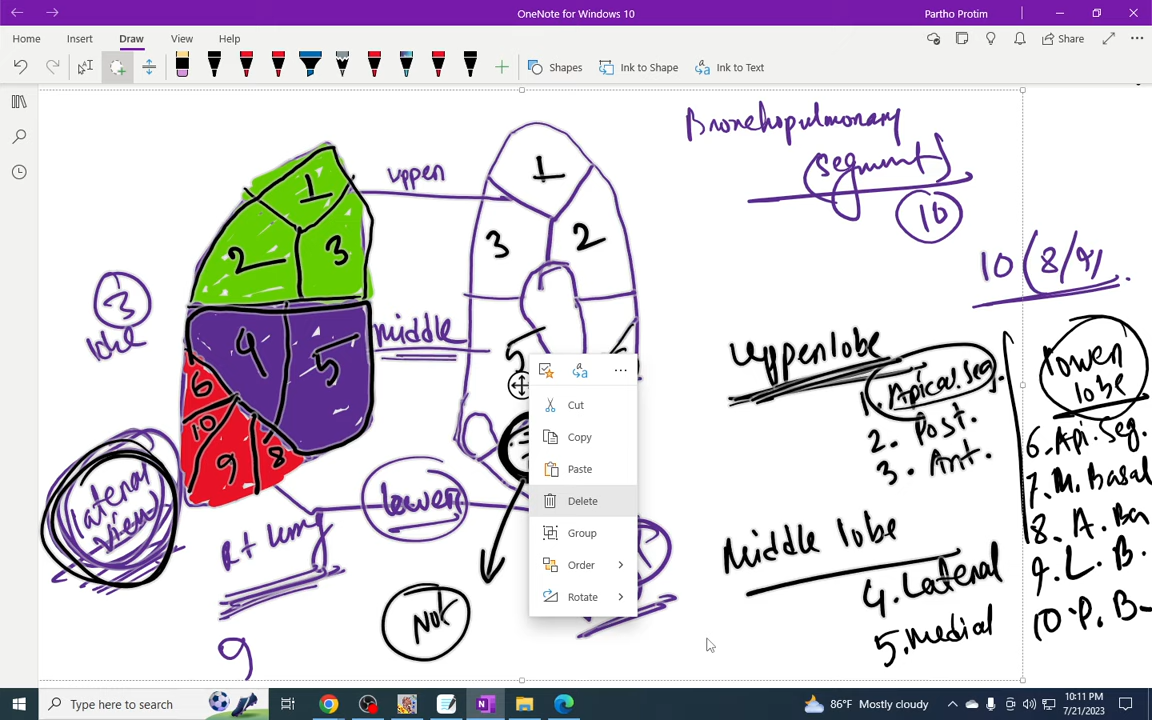 OneNote for Windows 10
Partho Protim
Home
Insert
Draw
View
Help
Share
Shapes
Ink to Shape
Ink to Text
Bronchopulmonary
(segment)
10
10 (8/9)
upper
1
2
3
1
3
2
3
lobe
middle
4
5
5
6
10
9
8
lateral
view
Rt lung
lower
9
Not
Cut
Copy
Paste
Delete
Group
Order
Rotate
Upper lobe
1. Apical. Seg.
2. Post.
3. Ant.
Middle lobe
4. Lateral
5. medial
lower
lobe
6. Api. Seg.
7. M. Basal
8. A. Ba
9. L. B.
10. P. B
Type here to search
86°F Mostly cloudy
10:11 PM
7/21/2023